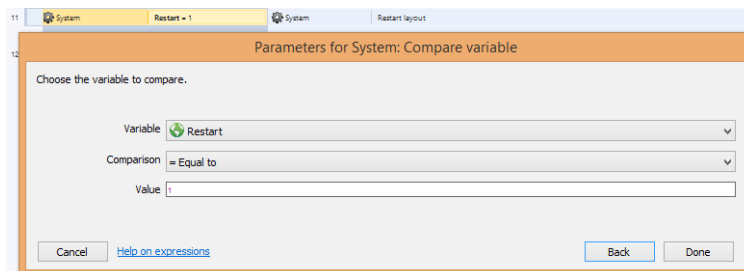 11 System Restart = 1 System Restart layout
12
Parameters for System: Compare variable
Choose the variable to compare.
Variable Restart
Comparison = Equal to
Value 1
Cancel Help on expressions Back Done